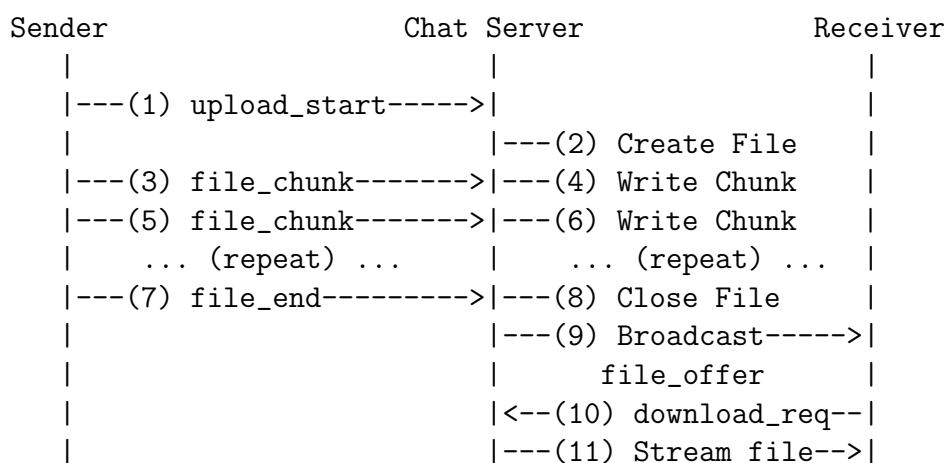 Sender                  Chat Server              Receiver
   |                         |                      |
   |---(1) upload_start----->|                      |
   |                         |---(2) Create File    |
   |---(3) file_chunk------->|---(4) Write Chunk    |
   |---(5) file_chunk------->|---(6) Write Chunk    |
   |    ... (repeat) ...     |    ... (repeat) ...  |
   |---(7) file_end--------->|---(8) Close File     |
   |                         |---(9) Broadcast----->|
   |                         |      file_offer      |
   |                         |<--(10) download_req--|
   |                         |---(11) Stream file-->|